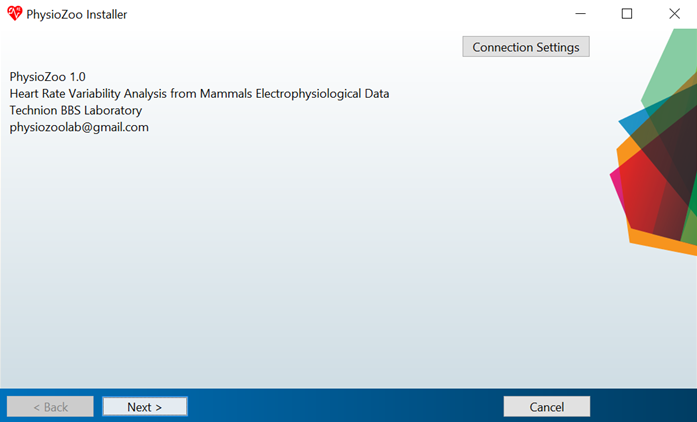 PhysioZoo Installer
Connection Settings
PhysioZoo 1.0
Heart Rate Variability Analysis from Mammals Electrophysiological Data
Technion BBS Laboratory
physiozoolab@gmail.com
< Back
Next >
Cancel